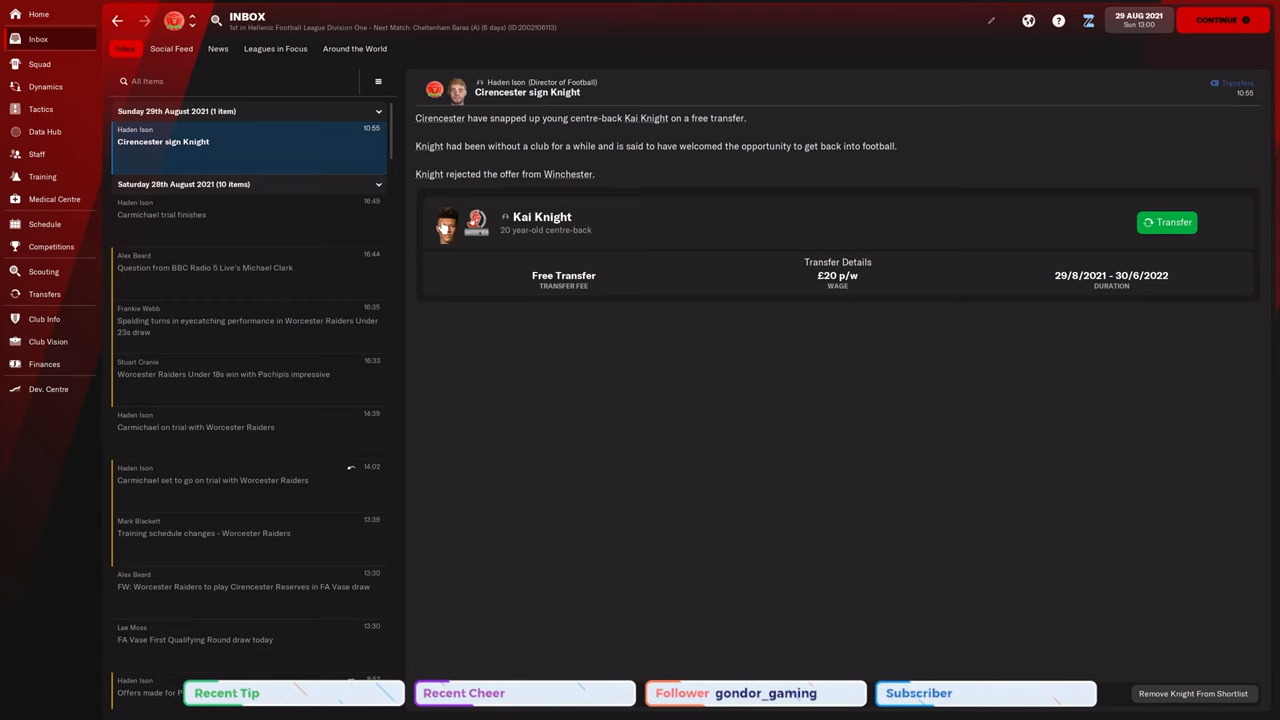 Home
Inbox
Squad
Dynamics
Tactics
Data Hub
Staff
Training
Medical Centre
Schedule
Competitions
Scouting
Transfers
Club Info
Club Vision
Finances
Dev. Centre
INBOX
1st in Hellenic Football League Division One - Next Match: Cheltenham Saras (A) (6 days) (ID:2002106113)
29 AUG 2021
Sun 13:00
CONTINUE
Inbox
Social Feed
News
Leagues in Focus
Around the World
All Items
Sunday 29th August 2021 (1 item)
Haden Ison 10:55
Cirencester sign Knight
Saturday 28th August 2021 (10 items)
Haden Ison 16:49
Carmichael trial finishes
Alex Beard 16:44
Question from BBC Radio 5 Live's Michael Clark
Frankie Webb 16:35
Spalding turns in eyecatching performance in Worcester Raiders Under
23s draw
Stuart Cranie 16:33
Worcester Raiders Under 18s win with Pachipis impressive
Haden Ison 14:39
Carmichael on trial with Worcester Raiders
Haden Ison 14:02
Carmichael set to go on trial with Worcester Raiders
Mark Blackett 13:39
Training schedule changes - Worcester Raiders
Alex Beard 13:30
FW: Worcester Raiders to play Cirencester Reserves in FA Vase draw
Lee Moss 13:30
FA Vase First Qualifying Round draw today
Haden Ison
Offers made for P
Haden Ison (Director of Football)
Cirencester sign Knight
Transfers
10:55
Cirencester have snapped up young centre-back Kai Knight on a free transfer.
Knight had been without a club for a while and is said to have welcomed the opportunity to get back into football.
Knight rejected the offer from Winchester.
Kai Knight
20 year-old centre-back
Transfer
Transfer Details
Free Transfer
TRANSFER FEE
£20 p/w
WAGE
29/8/2021 - 30/6/2022
DURATION
Recent Tip
Recent Cheer
Follower gondor_gaming
Subscriber
Remove Knight From Shortlist